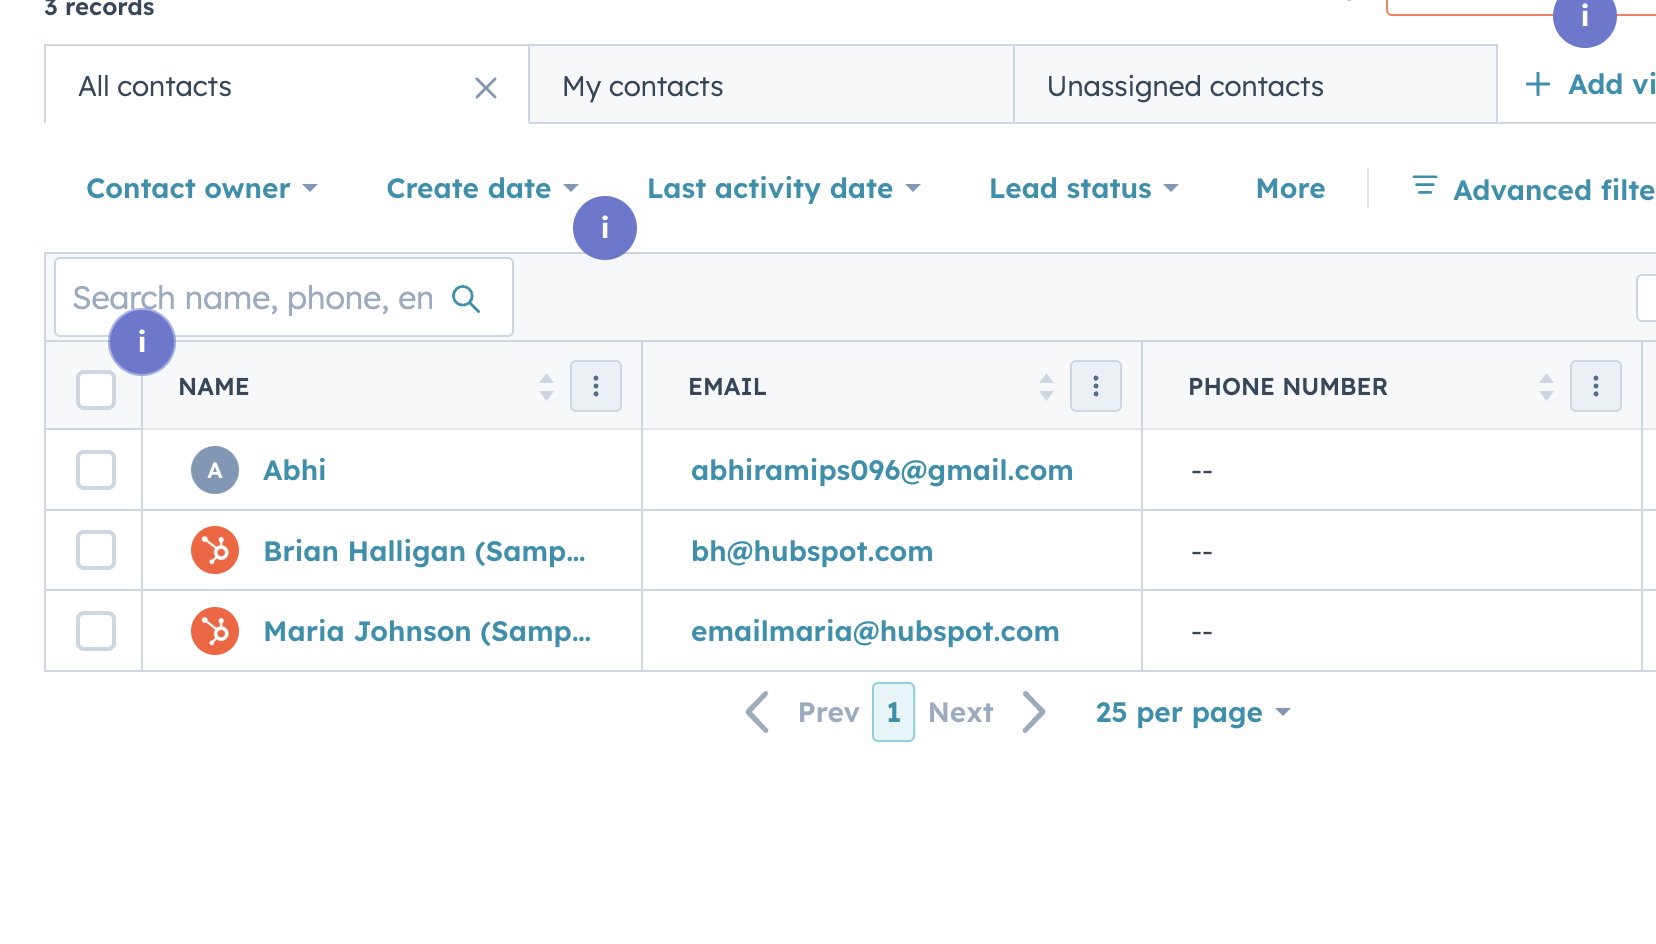 3 records
i
All contacts
My contacts
Unassigned contacts
+ Add vi
Contact owner
Create date
Last activity date
Lead status
More
Advanced filte
i
Search name, phone, en
i
NAME
EMAIL
PHONE NUMBER
A Abhi
abhiramips096@gmail.com
--
Brian Halligan (Samp...
bh@hubspot.com
--
Maria Johnson (Samp...
emailmaria@hubspot.com
--
Prev 1 Next
25 per page